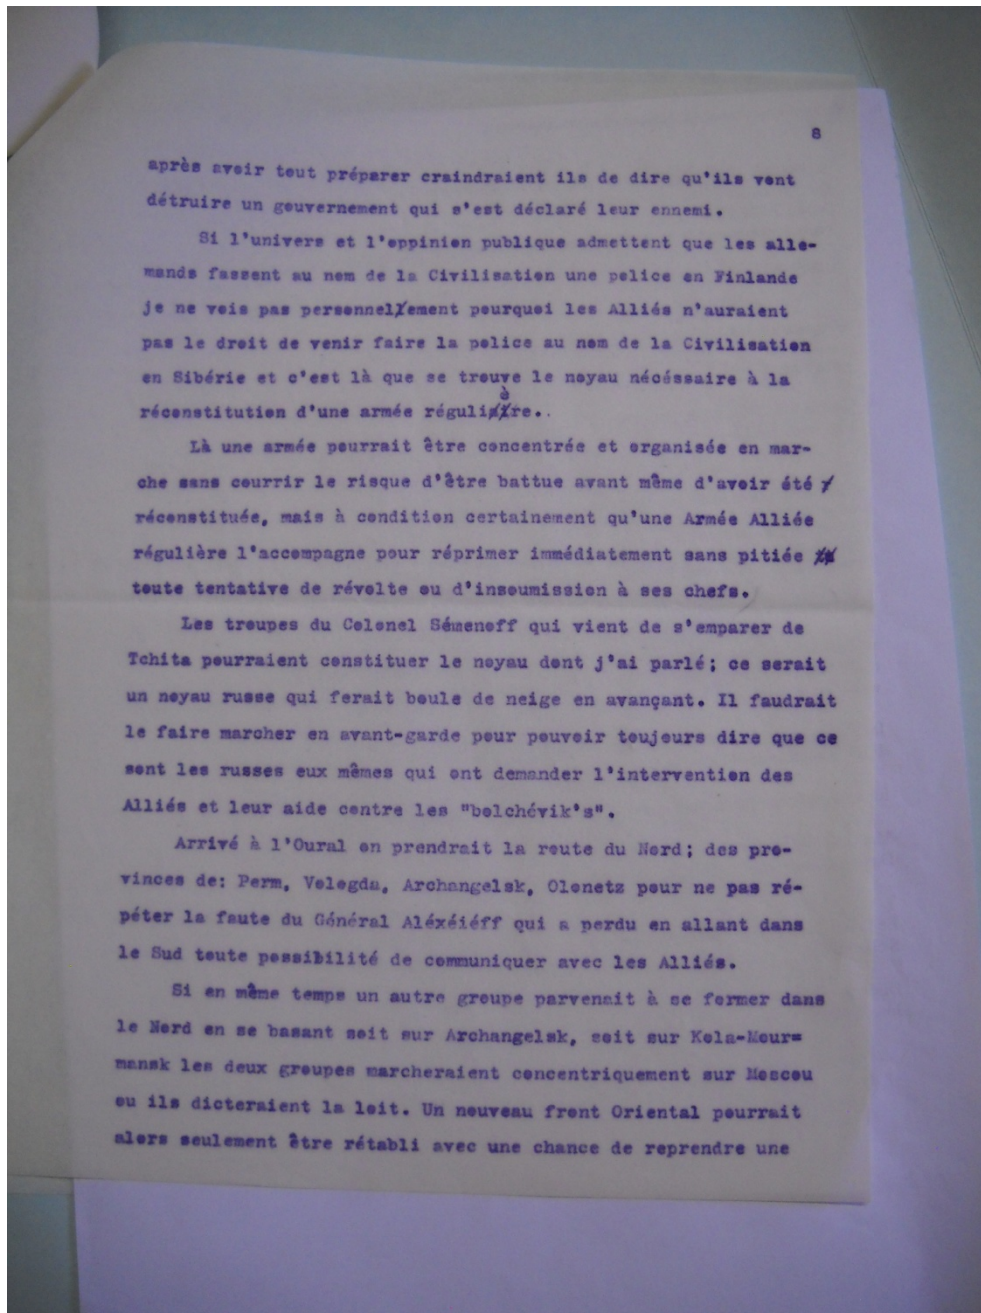 8
après avoir tout préparer craindraient ils de dire qu'ils vont
détruire un gouvernement qui s'est déclaré leur ennemi.
Si l'univers et l'oppinion publique admettent que les alle-
mands fassent au nom de la Civilisation une police en Finlande
je ne vois pas personnellement pourquoi les Alliés n'auraient
pas le droit de venir faire la police au nom de la Civilisation
en Sibérie et c'est là que se trouve le noyau nécéssaire à la
réconstitution d'une armée régulière..
Là une armée pourrait être concentrée et organisée en mar-
che sans courrir le risque d'être battue avant même d'avoir été
réconstituée, mais à condition certainement qu'une Armée Alliée
régulière l'accompagne pour réprimer immédiatement sans pitiée
toute tentative de révolte ou d'insoumission à ses chefs.
Les troupes du Colonel Sémenoff qui vient de s'emparer de
Tchita pourraient constituer le noyau dont j'ai parlé; ce serait
un noyau russe qui ferait boule de neige en avançant. Il faudrait
le faire marcher en avant-garde pour pouvoir toujours dire que ce
sont les russes eux mêmes qui ont demander l'intervention des
Alliés et leur aide contre les "bolchévik's".
Arrivé à l'Oural on prendrait la route du Nord; des pro-
vinces de: Perm, Vologda, Archangelsk, Olonetz pour ne pas ré-
péter la faute du Général Aléxéiéff qui a perdu en allant dans
le Sud toute possibilité de communiquer avec les Alliés.
Si en même temps un autre groupe parvenait à se former dans
le Nord en se basant soit sur Archangelsk, soit sur Kola-Mour=
mansk les deux groupes marcheraient concentriquement sur Moscou
ou ils dicteraient la loit. Un nouveau front Oriental pourrait
alors seulement être rétabli avec une chance de reprendre une